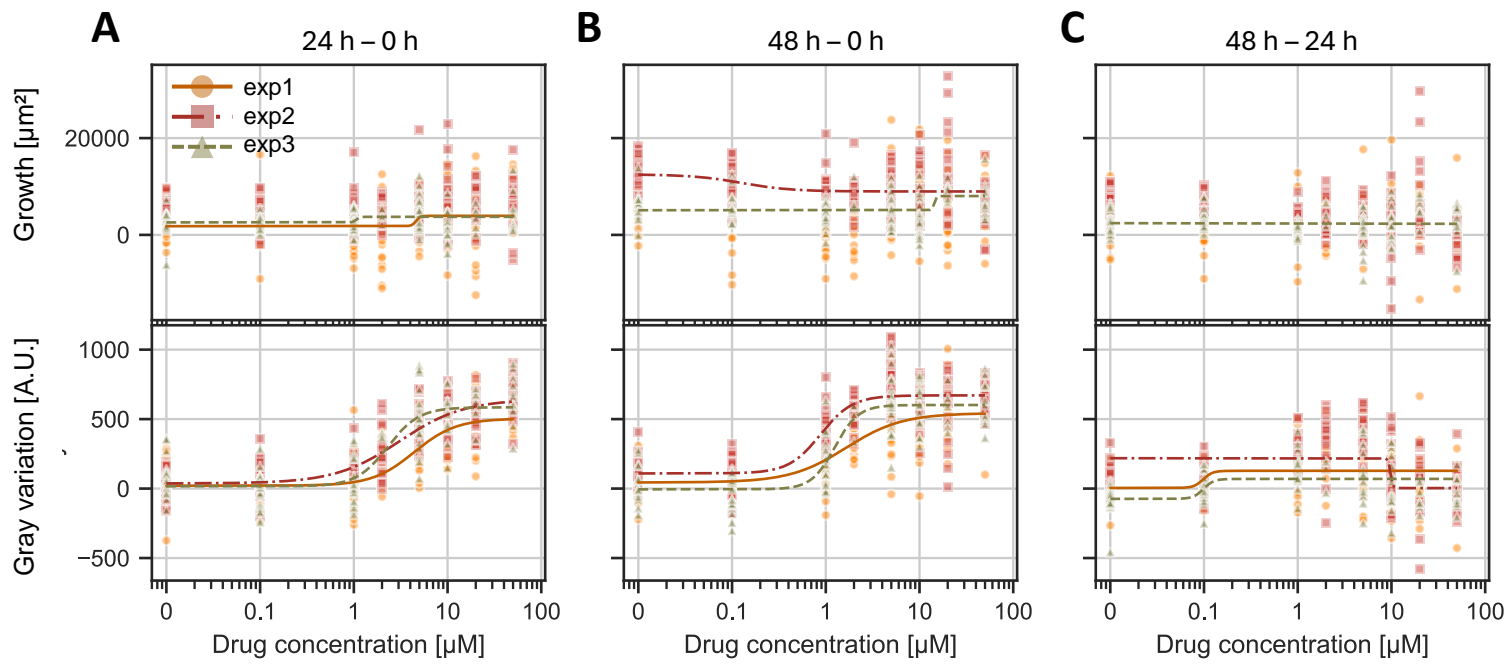 A
24 h – 0 h
B
48 h – 0 h
C
48 h – 24 h
Growth [µm²]
20000
0
exp1
exp2
exp3
Gray variation [A.U.]
1000
500
0
−500
0
0.1
1
10
100
0
0.1
1
10
100
0
0.1
1
10
100
Drug concentration [µM]
Drug concentration [µM]
Drug concentration [µM]